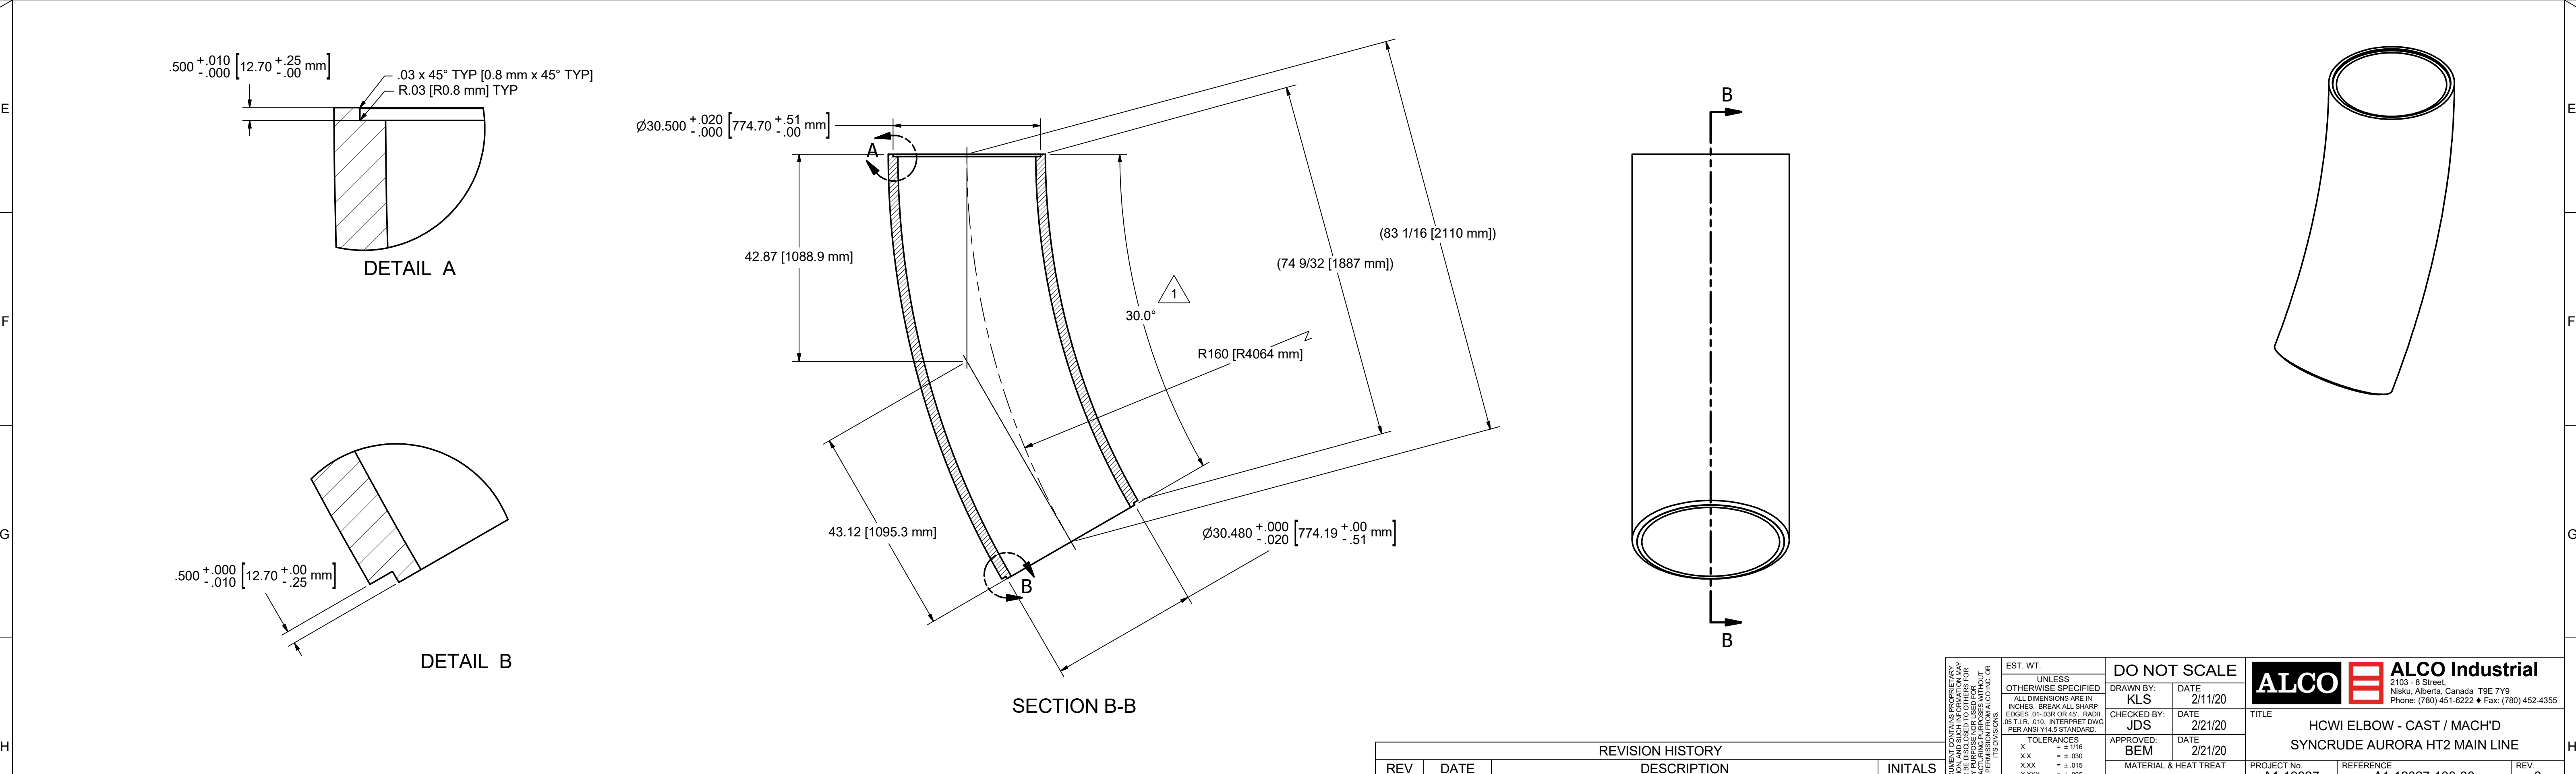 .500 +.010 -.000 [12.70 +.25 -.00 mm]
.03 x 45° TYP [0.8 mm x 45° TYP]
R.03 [R0.8 mm] TYP
DETAIL A
.500 +.000 -.010 [12.70 +.00 -.25 mm]
DETAIL B
Ø30.500 +.020 -.000 [774.70 +.51 -.00 mm]
A
42.87 [1088.9 mm]
(83 1/16 [2110 mm])
(74 9/32 [1887 mm])
1
30.0°
R160 [R4064 mm]
43.12 [1095.3 mm]
Ø30.480 +.000 -.020 [774.19 +.00 -.51 mm]
B
SECTION B-B
B
B
E
F
G
H
E
F
G
H
REVISION HISTORY
REV DATE DESCRIPTION INITALS
EST. WT.
UNLESS
OTHERWISE SPECIFIED
ALL DIMENSIONS ARE IN
INCHES. BREAK ALL SHARP
EDGES .01-.03R OR 45°. RADII
.05 T.I.R. .010. INTERPRET DWG
PER ANSI Y14.5 STANDARD.
TOLERANCES
X = ± 1/16
X.X = ± .030
X.XX = ± .015
DO NOT SCALE
DRAWN BY: DATE
KLS 2/11/20
CHECKED BY: DATE
JDS 2/21/20
APPROVED: DATE
BEM 2/21/20
MATERIAL & HEAT TREAT
ALCO
ALCO Industrial
2103 - 8 Street,
Nisku, Alberta, Canada T9E 7Y9
Phone: (780) 451-6222 ♦ Fax: (780) 452-4355
TITLE
HCWI ELBOW - CAST / MACH'D
SYNCRUDE AURORA HT2 MAIN LINE
PROJECT No. REFERENCE REV.